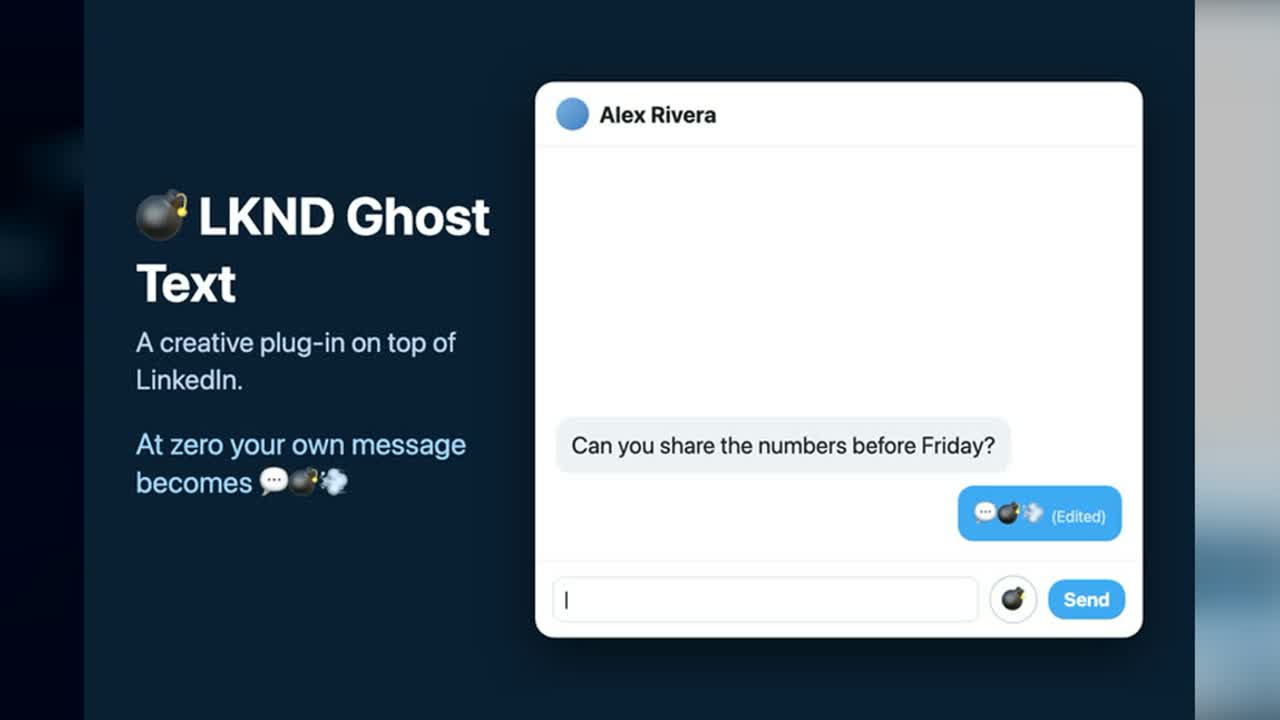 💣 LKND Ghost
Text
A creative plug-in on top of
LinkedIn.
At zero your own message
becomes 💬💣💨
Alex Rivera
Can you share the numbers before Friday?
💬💣💨 (Edited)
Send